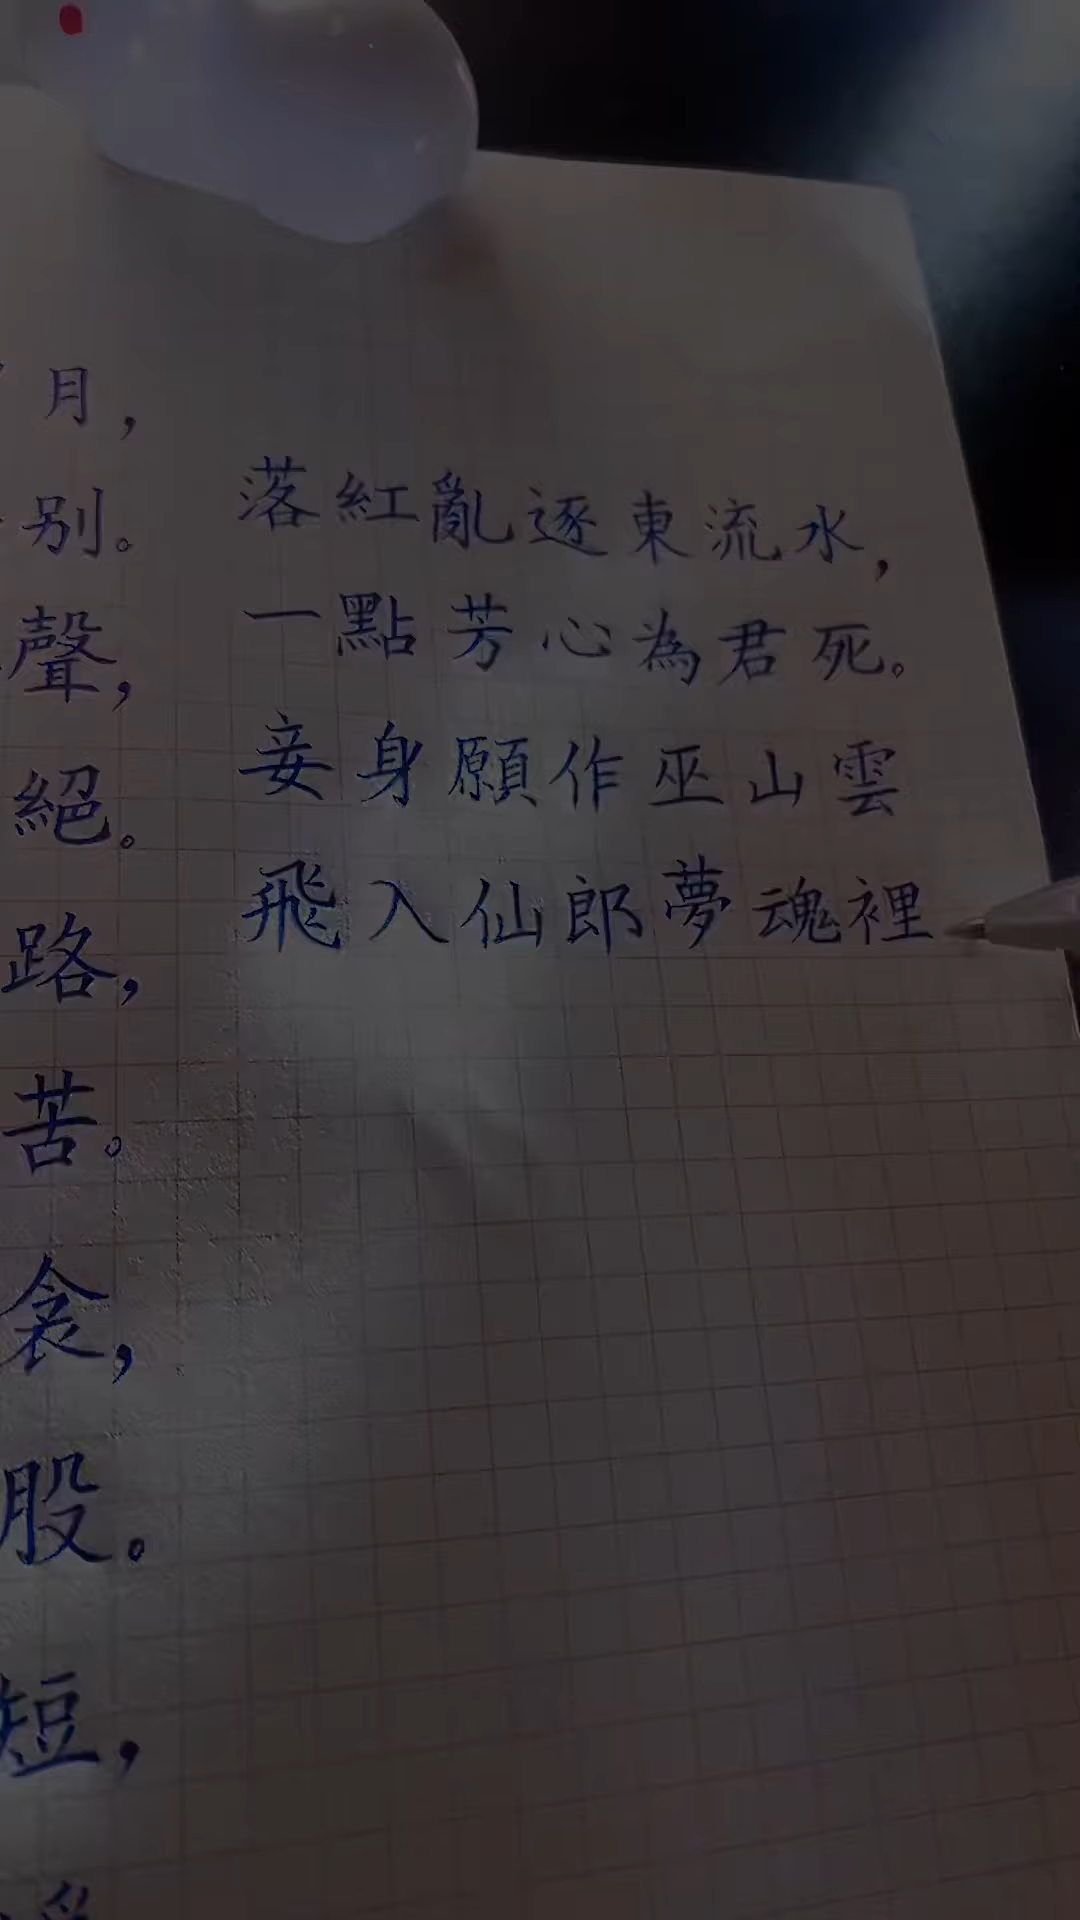 月，
别。
聲，
絕。
路，
苦。
衾，
股。
短，
落紅亂逐東流水，
一點芳心為君死。
妾身願作巫山雲
飛入仙郎夢魂裡